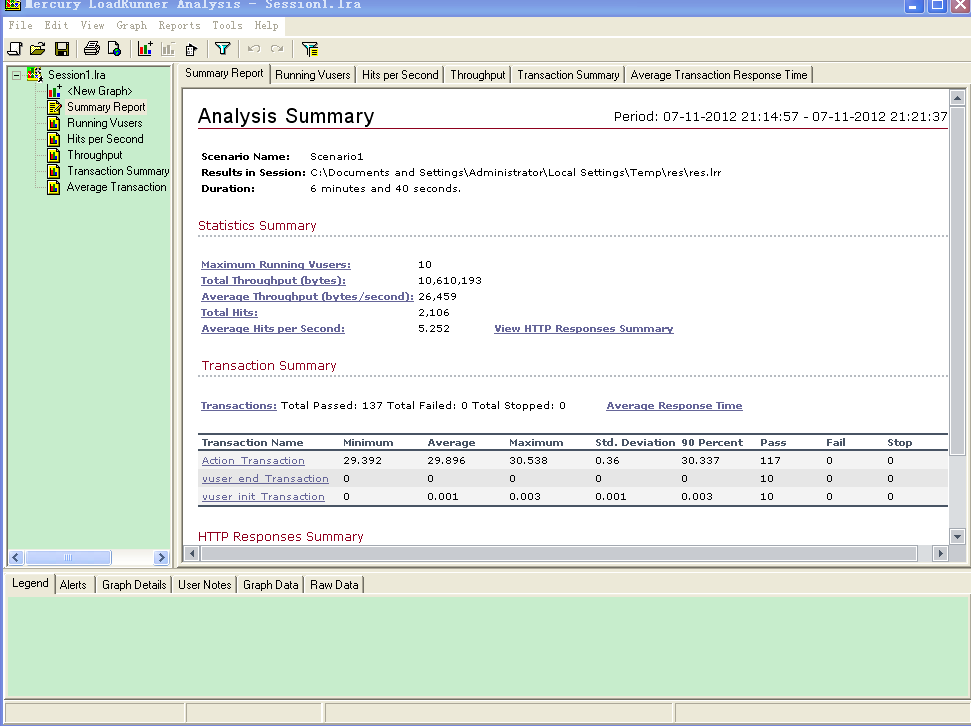 Mercury LoadRunner Analysis - Session1.lra
File Edit View Graph Reports Tools Help
Session1.lra
<New Graph>
Summary Report
Running Vusers
Hits per Second
Throughput
Transaction Summary
Average Transaction
Summary Report Running Vusers Hits per Second Throughput Transaction Summary Average Transaction Response Time
Analysis Summary Period: 07-11-2012 21:14:57 - 07-11-2012 21:21:37
Scenario Name: Scenario1
Results in Session: C:\Documents and Settings\Administrator\Local Settings\Temp\res\res.lrr
Duration: 6 minutes and 40 seconds.
Statistics Summary
Maximum Running Vusers: 10
Total Throughput (bytes): 10,610,193
Average Throughput (bytes/second): 26,459
Total Hits: 2,106
Average Hits per Second: 5.252 View HTTP Responses Summary
Transaction Summary
Transactions: Total Passed: 137 Total Failed: 0 Total Stopped: 0 Average Response Time
Transaction Name Minimum Average Maximum Std. Deviation 90 Percent Pass Fail Stop
Action_Transaction 29.392 29.896 30.538 0.36 30.337 117 0 0
vuser_end_Transaction 0 0 0 0 0 10 0 0
vuser_init_Transaction 0 0.001 0.003 0.001 0.003 10 0 0
HTTP Responses Summary
Legend Alerts Graph Details User Notes Graph Data Raw Data